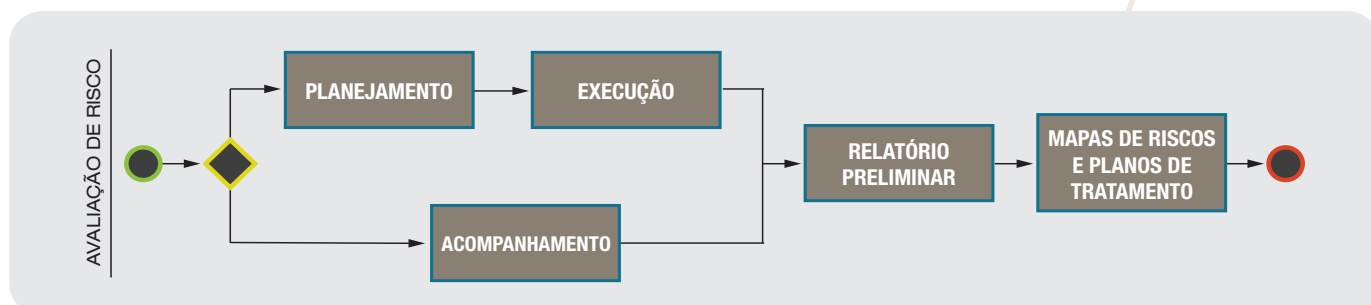 AVALIAÇÃO DE RISCO
PLANEJAMENTO
EXECUÇÃO
ACOMPANHAMENTO
RELATÓRIO
PRELIMINAR
MAPAS DE RISCOS
E PLANOS DE
TRATAMENTO